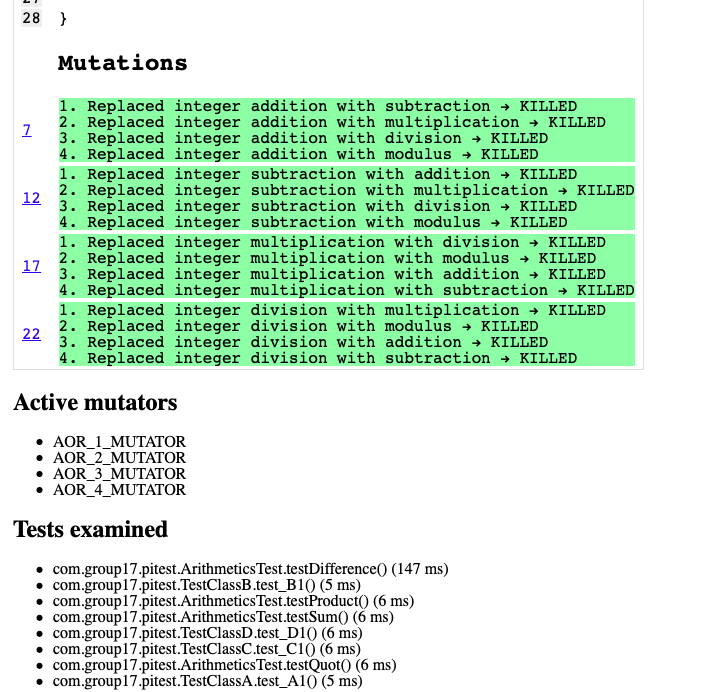 28 }
Mutations
1. Replaced integer addition with subtraction → KILLED
2. Replaced integer addition with multiplication → KILLED
7
3. Replaced integer addition with division → KILLED
4. Replaced integer addition with modulus → KILLED
1. Replaced integer subtraction with addition → KILLED
2. Replaced integer subtraction with multiplication → KILLED
12
3. Replaced integer subtraction with division → KILLED
4. Replaced integer subtraction with modulus → KILLED
1. Replaced integer multiplication with division → KILLED
2. Replaced integer multiplication with modulus → KILLED
17
3. Replaced integer multiplication with addition → KILLED
4. Replaced integer multiplication with subtraction → KILLED
1. Replaced integer division with multiplication → KILLED
2. Replaced integer division with modulus → KILLED
22
3. Replaced integer division with addition → KILLED
4. Replaced integer division with subtraction → KILLED
Active mutators
• AOR_1_MUTATOR
• AOR_2_MUTATOR
• AOR_3_MUTATOR
• AOR_4_MUTATOR
Tests examined
• com.group17.pitest.ArithmeticsTest.testDifference() (147 ms)
• com.group17.pitest.TestClassB.test_B1() (5 ms)
• com.group17.pitest.ArithmeticsTest.testProduct() (6 ms)
• com.group17.pitest.ArithmeticsTest.testSum() (6 ms)
• com.group17.pitest.TestClassD.test_D1() (6 ms)
• com.group17.pitest.TestClassC.test_C1() (6 ms)
• com.group17.pitest.ArithmeticsTest.testQuot() (6 ms)
• com.group17.pitest.TestClassA.test_A1() (5 ms)